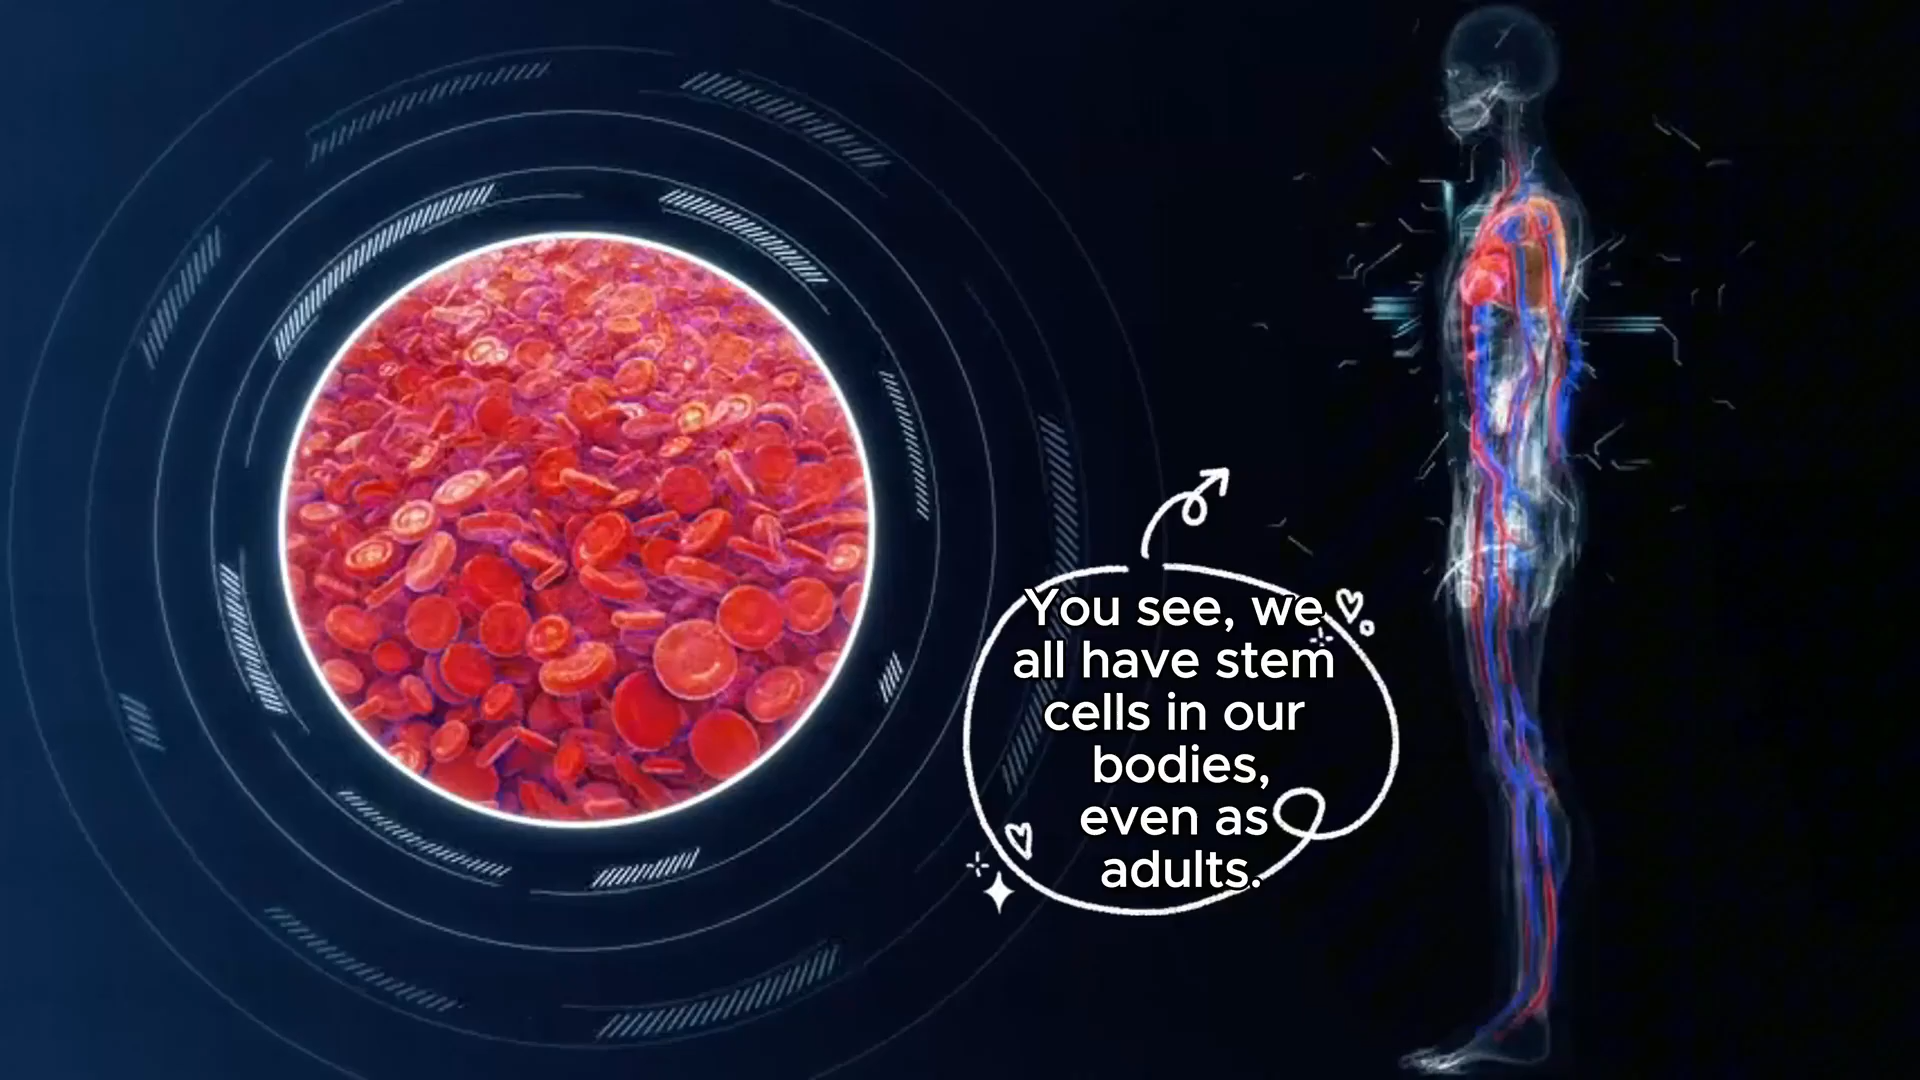 You see, we
all have stem
cells in our
bodies,
even as
adults.